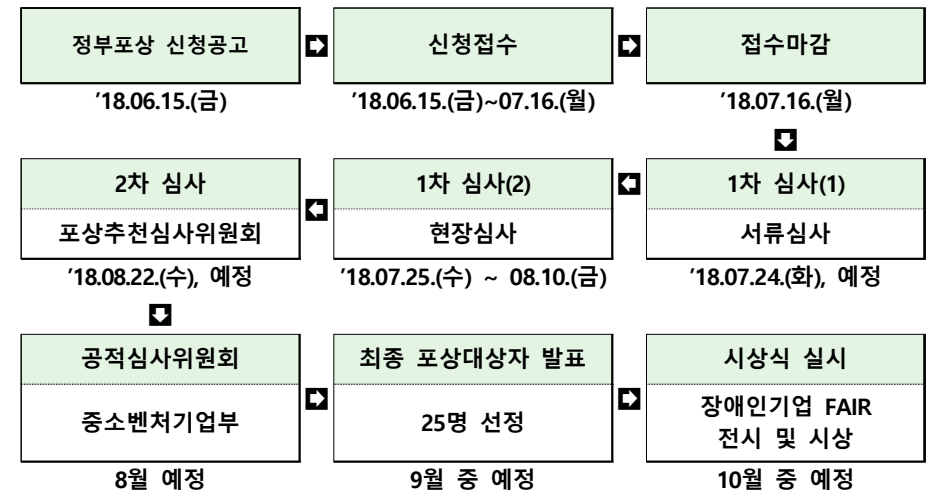 정부포상 신청공고
신청접수
접수마감
'18.06.15.(금)
'18.06.15.(금)~07.16.(월)
'18.07.16.(월)
2차 심사
1차 심사(2)
1차 심사(1)
포상추천심사위원회
현장심사
서류심사
'18.08.22.(수), 예정
'18.07.25.(수) ~ 08.10.(금)
'18.07.24.(화), 예정
공적심사위원회
최종 포상대상자 발표
시상식 실시
중소벤처기업부
25명 선정
장애인기업 FAIR
전시 및 시상
8월 예정
9월 중 예정
10월 중 예정